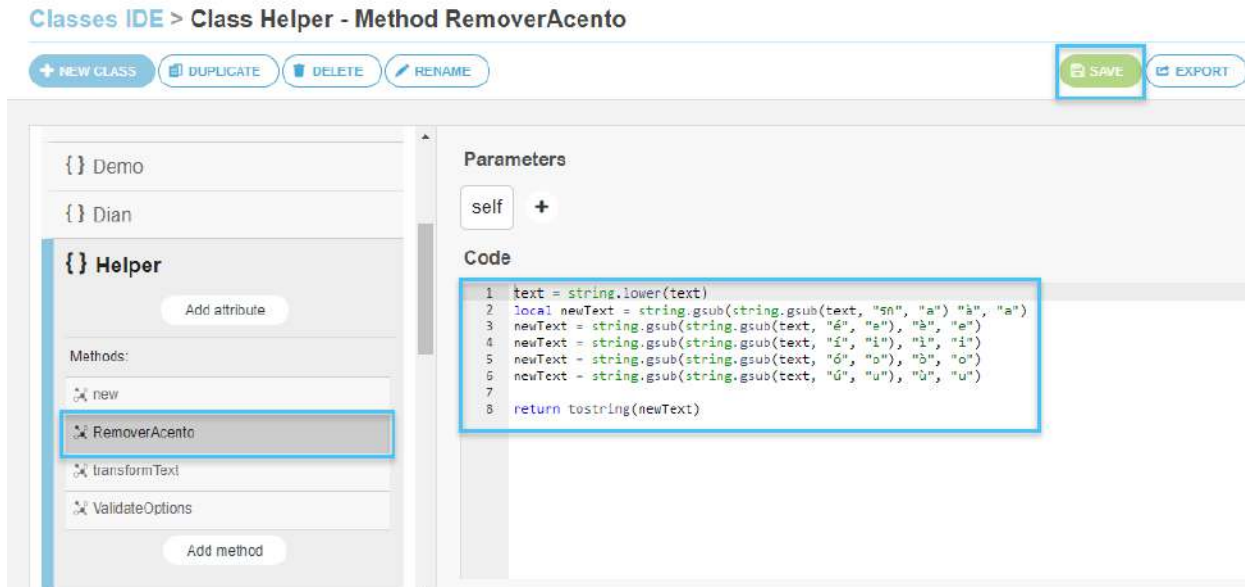 Classes IDE > Class Helper - Method RemoverAcento
NEW CLASS DUPLICATE DELETE RENAME SAVE EXPORT
{ } Demo
{ } Dian
{ } Helper
Add attribute
Methods:
new
RemoverAcento
transformText
ValidateOptions
Add method
Parameters
self +
Code
1 text = string.lower(text)
2 local newText = string.gsub(string.gsub(text, "a") "à", "a")
3 newText = string.gsub(string.gsub(text, "é", "e"), "è", "e")
4 newText = string.gsub(string.gsub(text, "í", "i"), "ì", "i")
5 newText = string.gsub(string.gsub(text, "ó", "o"), "ò", "o")
6 newText = string.gsub(string.gsub(text, "ú", "u"), "ù", "u")
7
8 return tostring(newText)